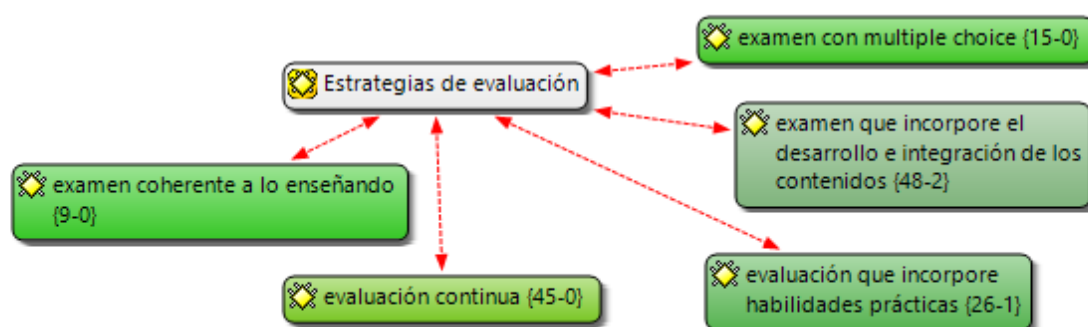 examen con multiple choice {15-0}
Estrategias de evaluación
examen que incorpore el
desarrollo e integración de los
contenidos {48-2}
examen coherente a lo enseñando
{9-0}
evaluación continua {45-0}
evaluación que incorpore
habilidades prácticas {26-1}